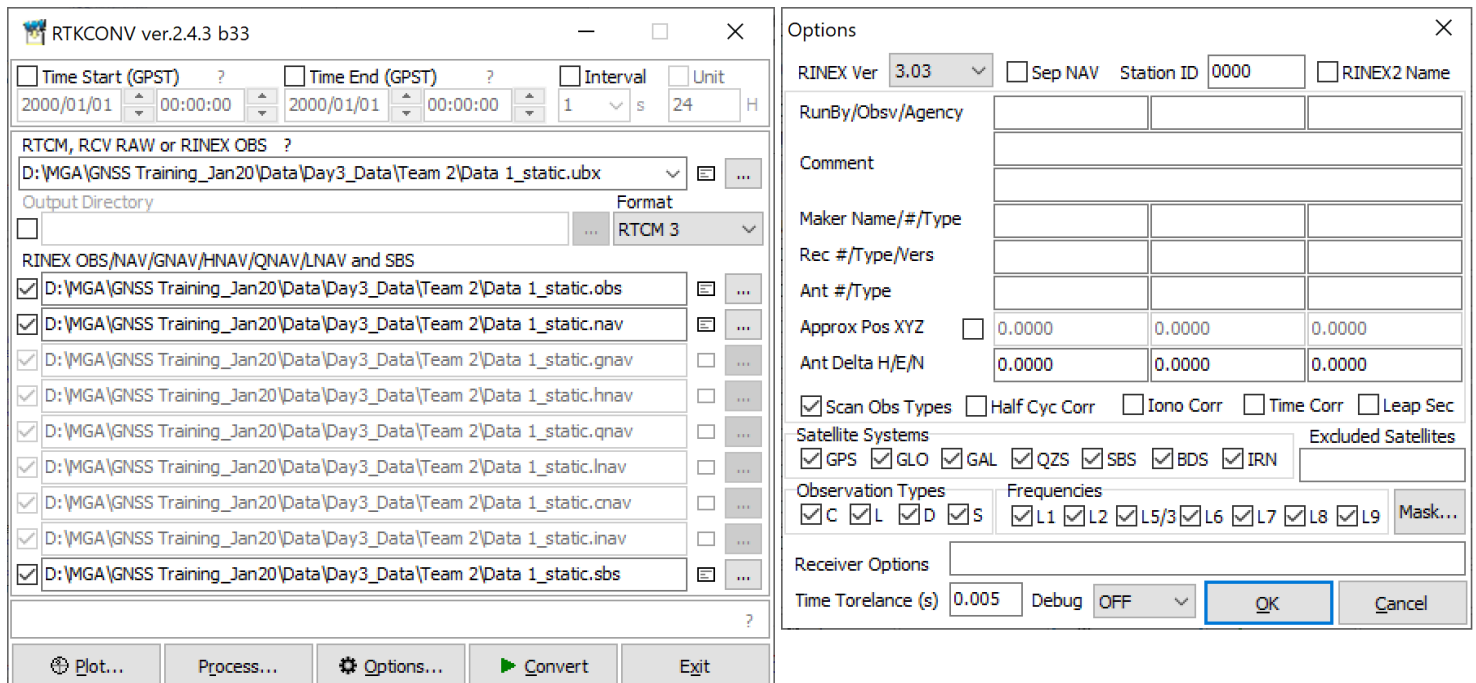 RTKCONV ver.2.4.3 b33
Time Start (GPST) ? Time End (GPST) ? Interval Unit
2000/01/01 00:00:00 2000/01/01 00:00:00 1 s 24 H
RTCM, RCV RAW or RINEX OBS ?
D:\MGA\GNSS Training_Jan20\Data\Day3_Data\Team 2\Data 1_static.ubx ...
Output Directory Format
... RTCM 3
RINEX OBS/NAV/GNAV/HNAV/QNAV/LNAV and SBS
D:\MGA\GNSS Training_Jan20\Data\Day3_Data\Team 2\Data 1_static.obs ...
D:\MGA\GNSS Training_Jan20\Data\Day3_Data\Team 2\Data 1_static.nav ...
D:\MGA\GNSS Training_Jan20\Data\Day3_Data\Team 2\Data 1_static.gnav ...
D:\MGA\GNSS Training_Jan20\Data\Day3_Data\Team 2\Data 1_static.hnav ...
D:\MGA\GNSS Training_Jan20\Data\Day3_Data\Team 2\Data 1_static.qnav ...
D:\MGA\GNSS Training_Jan20\Data\Day3_Data\Team 2\Data 1_static.lnav ...
D:\MGA\GNSS Training_Jan20\Data\Day3_Data\Team 2\Data 1_static.cnav ...
D:\MGA\GNSS Training_Jan20\Data\Day3_Data\Team 2\Data 1_static.inav ...
D:\MGA\GNSS Training_Jan20\Data\Day3_Data\Team 2\Data 1_static.sbs ...
?
Plot... Process... Options... Convert Exit
Options
RINEX Ver 3.03 Sep NAV Station ID 0000 RINEX2 Name
RunBy/Obsv/Agency
Comment
Maker Name/#/Type
Rec #/Type/Vers
Ant #/Type
Approx Pos XYZ 0.0000 0.0000 0.0000
Ant Delta H/E/N 0.0000 0.0000 0.0000
Scan Obs Types Half Cyc Corr Iono Corr Time Corr Leap Sec
Satellite Systems Excluded Satellites
GPS GLO GAL QZS SBS BDS IRN
Observation Types Frequencies
C L D S L1 L2 L5/3 L6 L7 L8 L9 Mask...
Receiver Options
Time Torelance (s) 0.005 Debug OFF OK Cancel